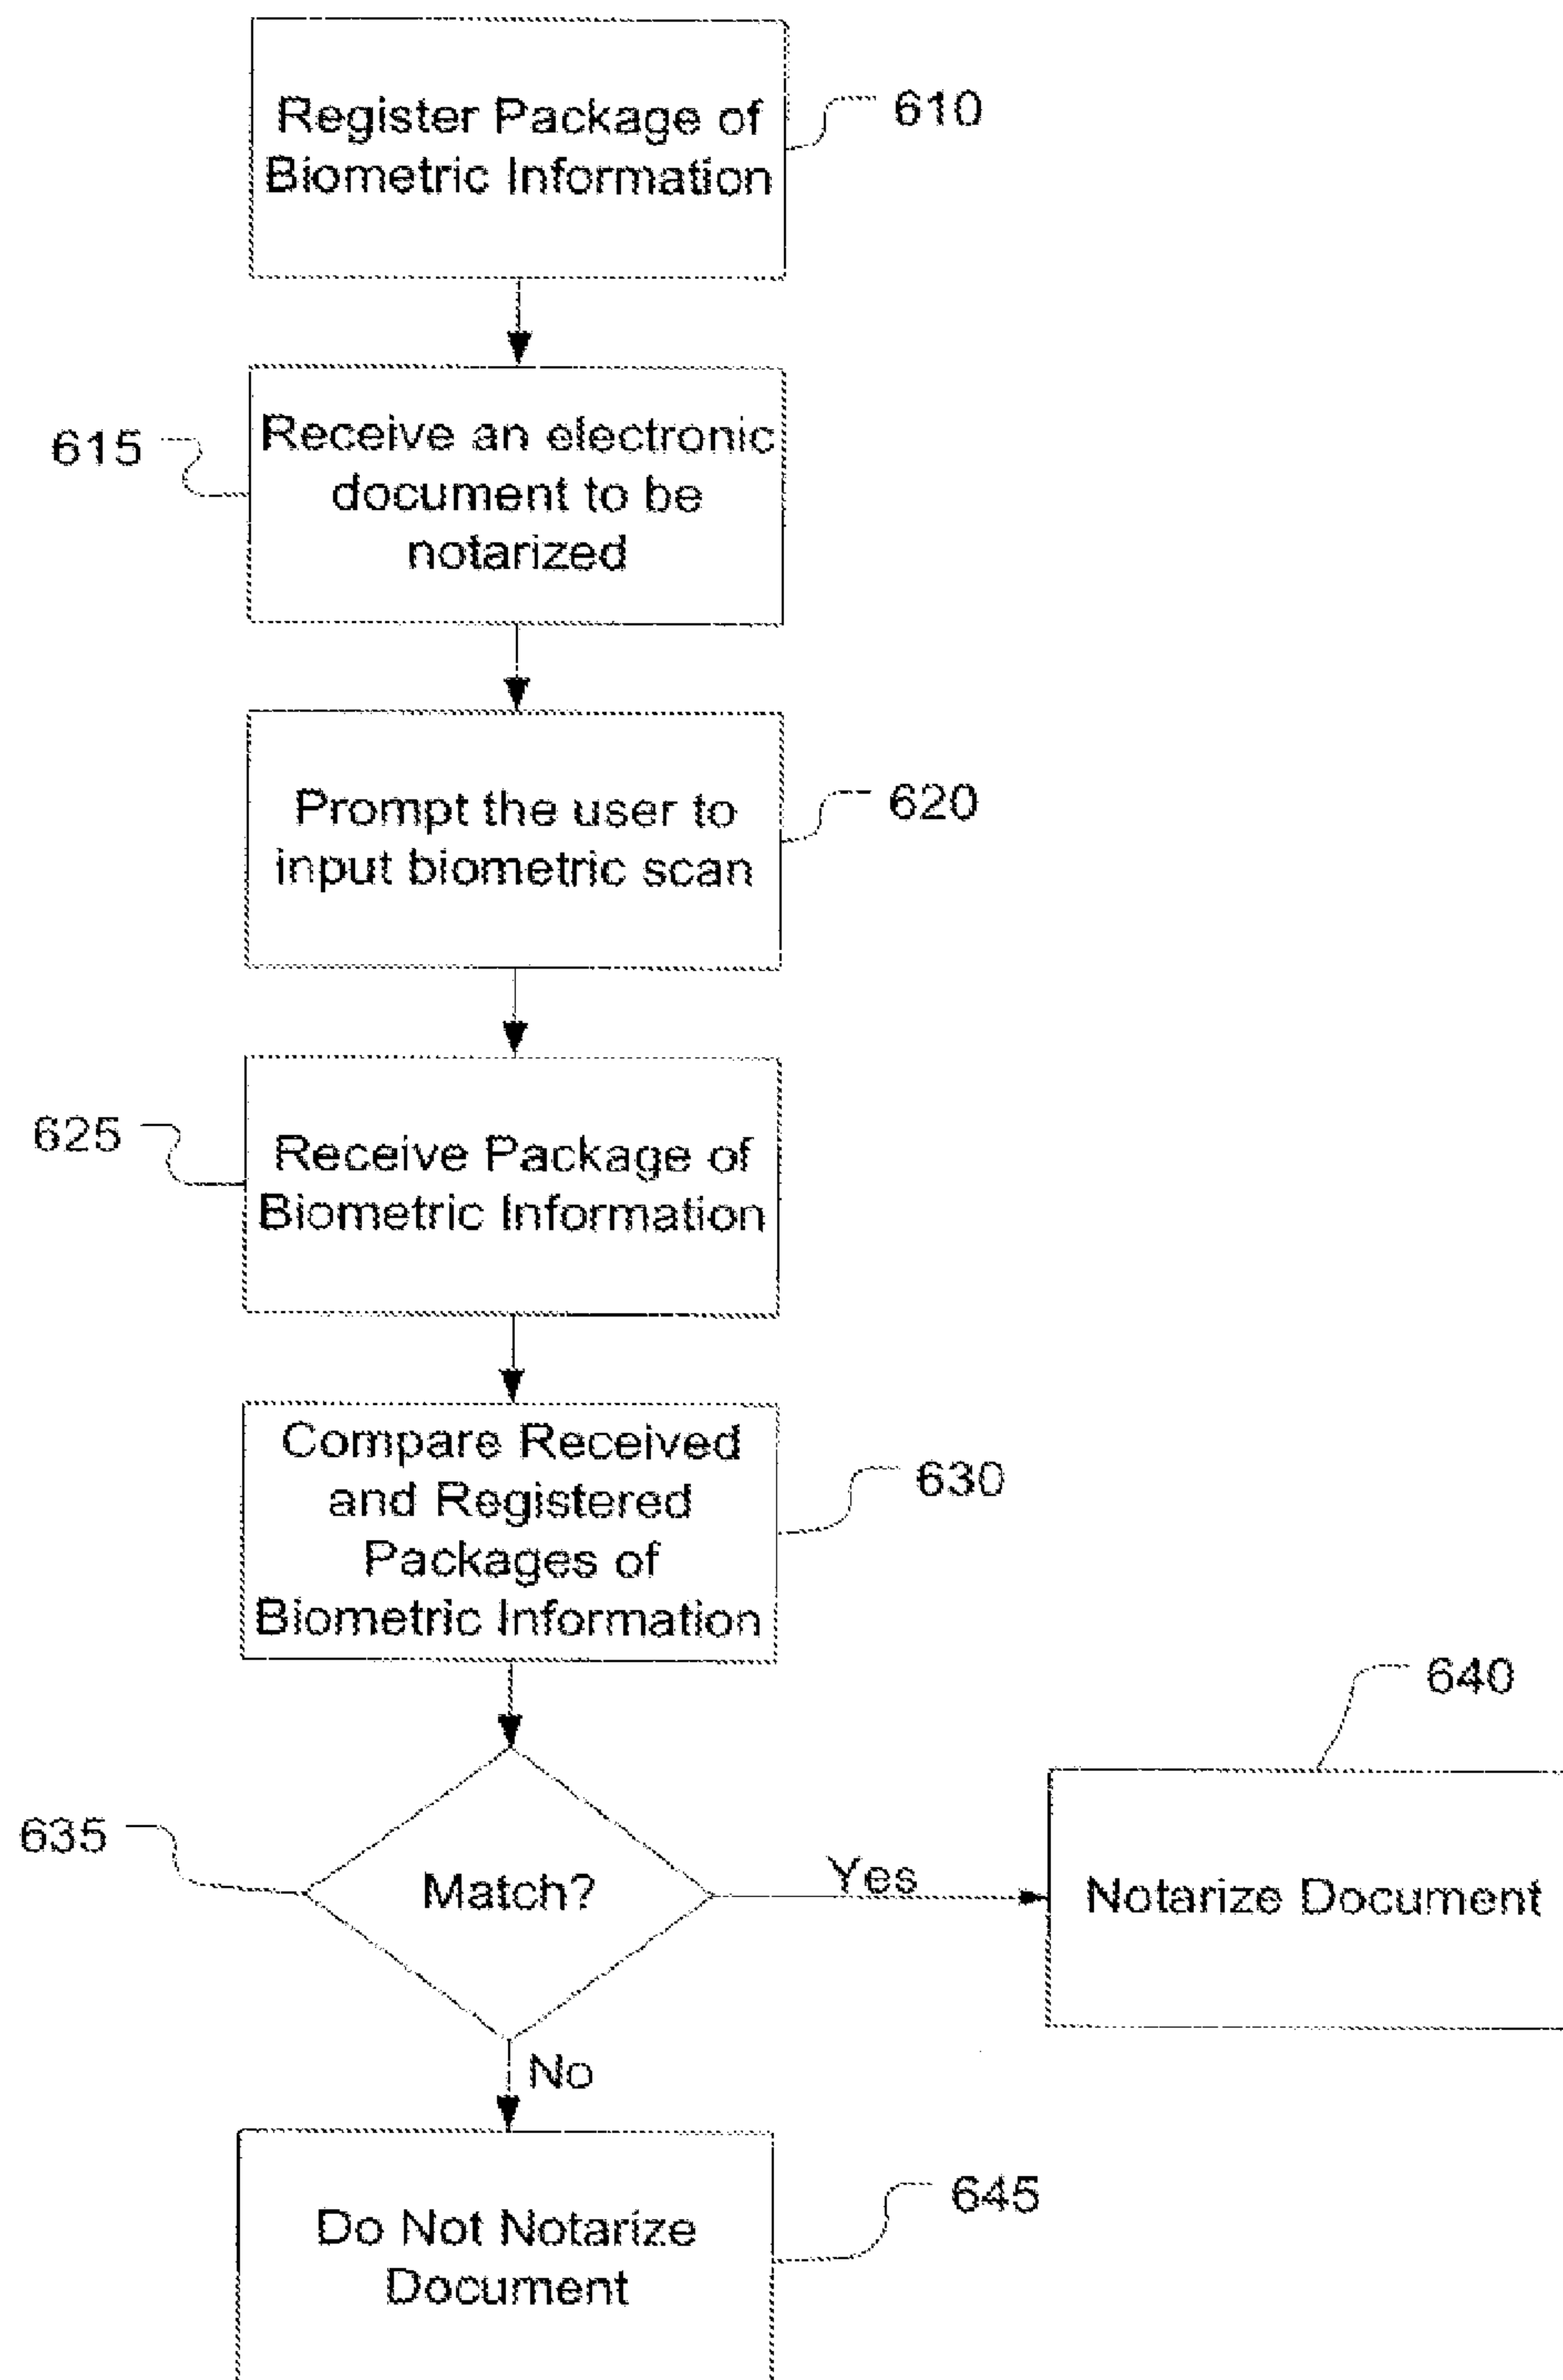 Register Package of
Biometric Information
610
615
Receive an electronic
document to be
notarized
Prompt the user to
input biometric scan
620
625
Receive Package of
Biometric Information
Compare Received
and Registered
Packages of
Biometric Information
630
635
Match?
Yes
640
Notarize Document
No
Do Not Notarize
Document
645